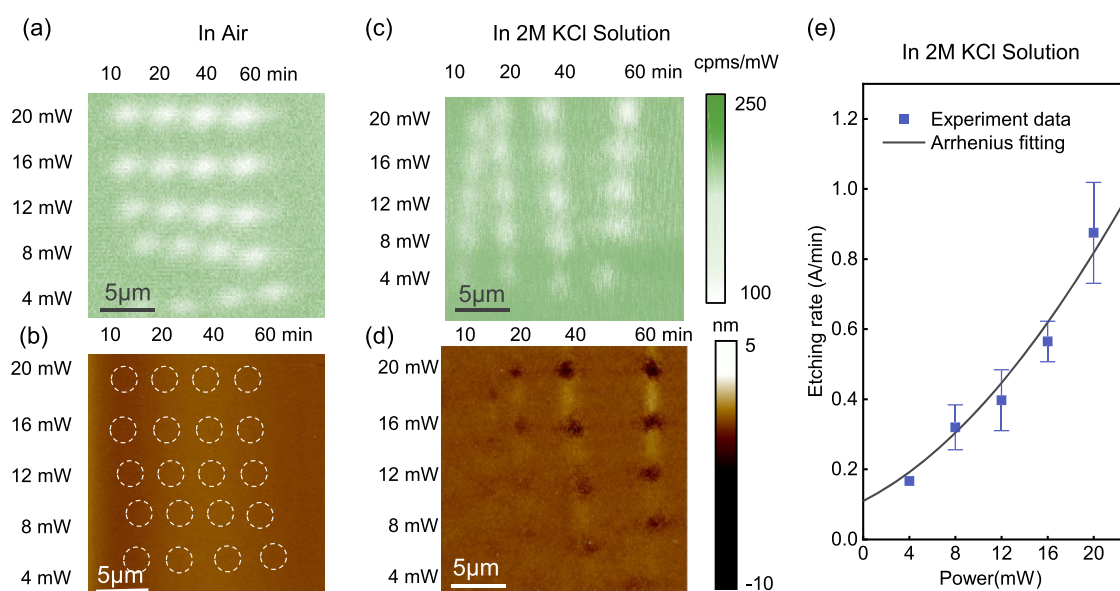 (a)
In Air
10 20 40 60 min
20 mW
16 mW
12 mW
8 mW
4 mW
5μm
(b)
10 20 40 60 min
20 mW
16 mW
12 mW
8 mW
4 mW
5μm
(c)
In 2M KCl Solution
10 20 40 60 min
20 mW
16 mW
12 mW
8 mW
4 mW
5μm
cpms/mW
250
100
(d)
10 20 40 60 min
20 mW
16 mW
12 mW
8 mW
4 mW
5μm
nm
5
-10
(e)
In 2M KCl Solution
Experiment data
Arrhenius fitting
Etching rate (A/min)
1.2
1.0
0.8
0.6
0.4
0.2
0.0
0 4 8 12 16 20
Power(mW)